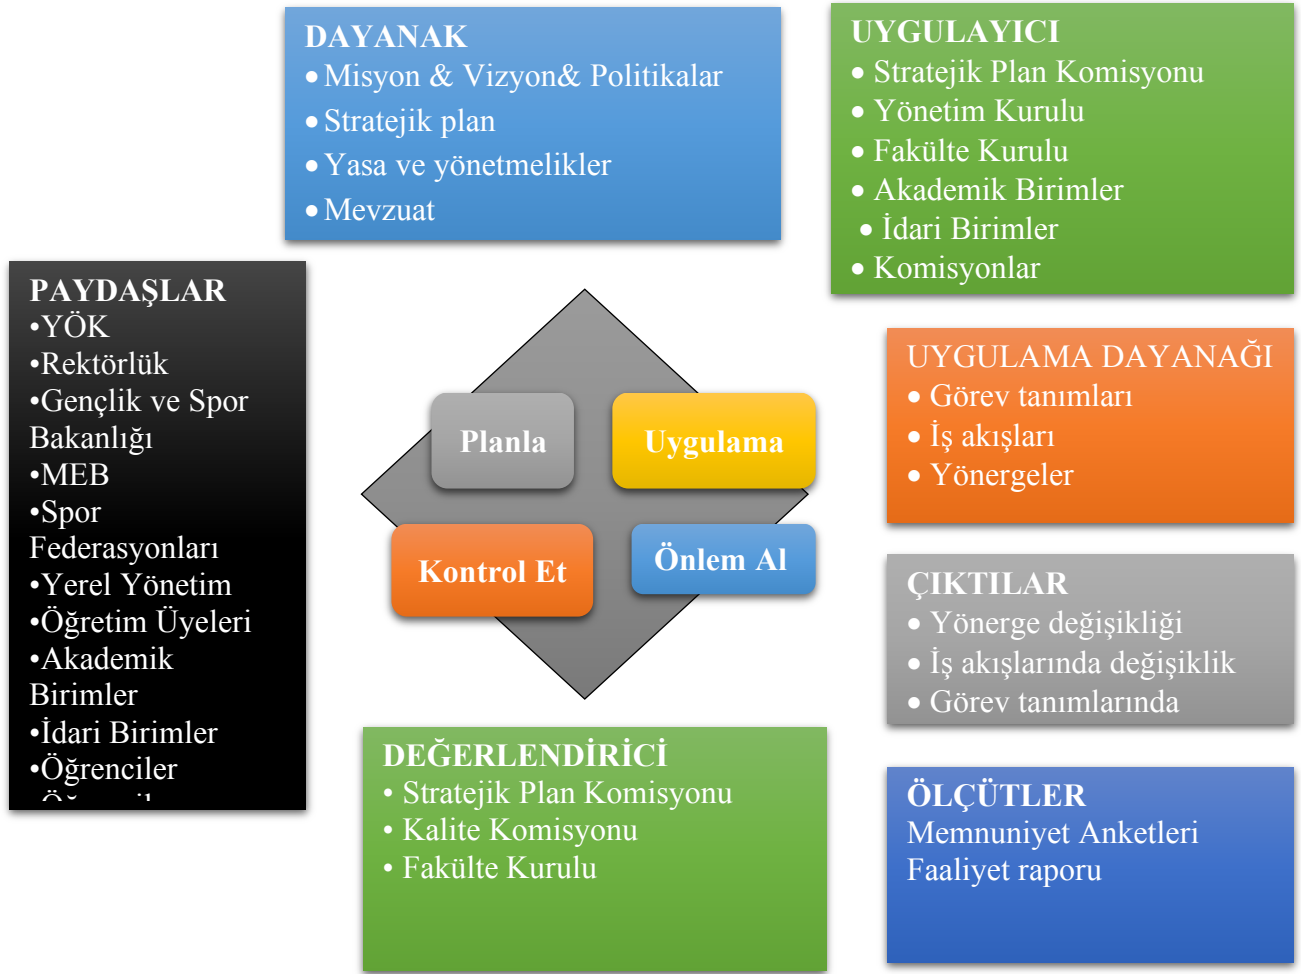 DAYANAK
• Misyon & Vizyon& Politikalar
• Stratejik plan
• Yasa ve yönetmelikler
• Mevzuat
UYGULAYICI
• Stratejik Plan Komisyonu
• Yönetim Kurulu
• Fakülte Kurulu
• Akademik Birimler
• İdari Birimler
• Komisyonlar
PAYDAŞLAR
•YÖK
•Rektörlük
•Gençlik ve Spor
Bakanlığı
•MEB
•Spor
Federasyonları
•Yerel Yönetim
•Öğretim Üyeleri
•Akademik
Birimler
•İdari Birimler
•Öğrenciler
Planla
Uygulama
Kontrol Et
Önlem Al
UYGULAMA DAYANAĞI
• Görev tanımları
• İş akışları
• Yönergeler
ÇIKTILAR
• Yönerge değişikliği
• İş akışlarında değişiklik
• Görev tanımlarında
DEĞERLENDİRİCİ
• Stratejik Plan Komisyonu
• Kalite Komisyonu
• Fakülte Kurulu
ÖLÇÜTLER
Memnuniyet Anketleri
Faaliyet raporu